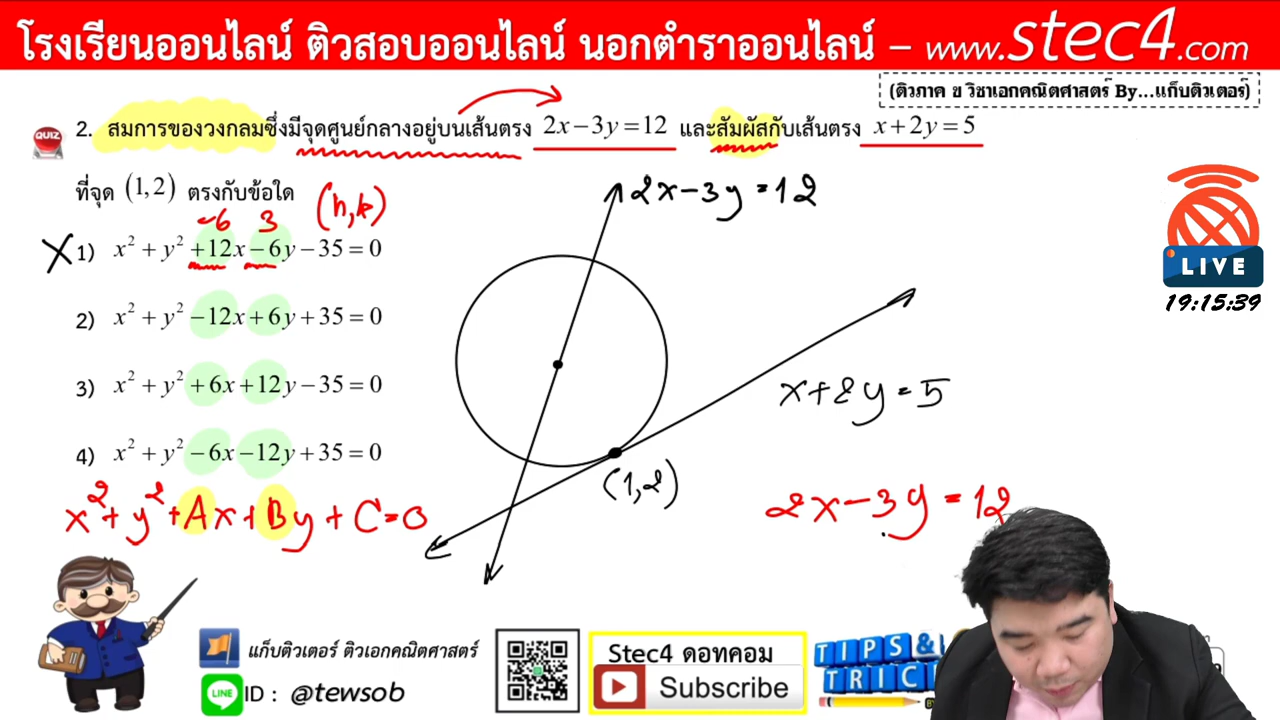 โรงเรียนออนไลน์ ติวสอบออนไลน์ นอกตำราออนไลน์ – www.stec4.com
(ติวภาค ข วิชาเอกคณิตศาสตร์ By...แก็บติวเตอร์)
QUIZ
2. สมการของวงกลมซึ่งมีจุดศูนย์กลางอยู่บนเส้นตรง 2x−3y=12 และสัมผัสกับเส้นตรง x+2y=5
ที่จุด (1,2) ตรงกับข้อใด
(h,k)
2x−3y=12
−6 3
X 1) x²+y²+12x−6y−35=0
2) x²+y²−12x+6y+35=0
3) x²+y²+6x+12y−35=0
4) x²+y²−6x−12y+35=0
x²+y²+Ax+By+C=0
x+2y=5
(1,2)
2x−3y=12
LIVE
19:15:39
แก็บติวเตอร์ ติวเอกคณิตศาสตร์
LINE ID : @tewsob
Stec4 ดอทคอม
Subscribe
TIPS &
TRIC